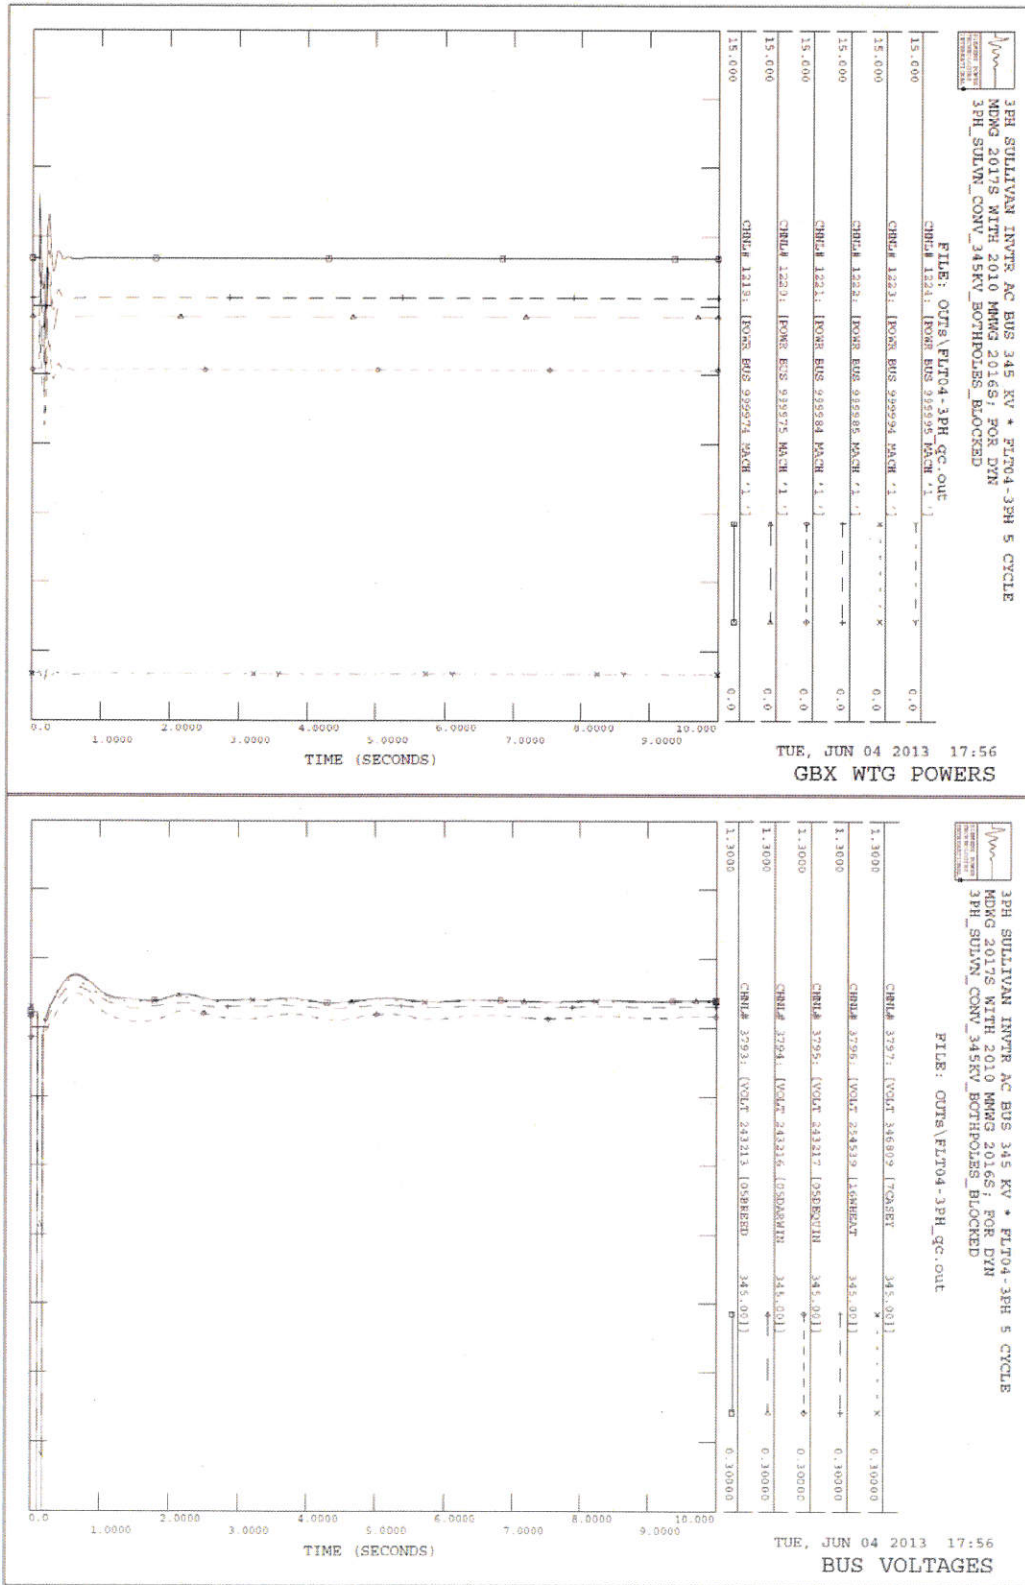 3PH SULLIVAN INVTR AC BUS 345 KV * FLT04-3PH 5 CYCLE
MDWG 2017S WITH 2010 MMWG 2016S; FOR DYN
3PH_SULVN_CONV_345KV_BOTHPOLES_BLOCKED
FILE: OUTs\FLT04-3PH_qc.out
CHNL# 1224: [POWR BUS 999995 MACH '1 ']
15.000 0.0
CHNL# 1223: [POWR BUS 999994 MACH '1 ']
15.000 0.0
CHNL# 1222: [POWR BUS 999985 MACH '1 ']
15.000 0.0
CHNL# 1221: [POWR BUS 999984 MACH '1 ']
15.000 0.0
CHNL# 1220: [POWR BUS 999975 MACH '1 ']
15.000 0.0
CHNL# 1219: [POWR BUS 999974 MACH '1 ']
15.000 0.0
TUE, JUN 04 2013 17:56
GBX WTG POWERS
0.0 2.0000 4.0000 6.0000 8.0000 10.000
1.0000 3.0000 5.0000 7.0000 9.0000
TIME (SECONDS)
3PH SULLIVAN INVTR AC BUS 345 KV * FLT04-3PH 5 CYCLE
MDWG 2017S WITH 2010 MMWG 2016S; FOR DYN
3PH_SULVN_CONV_345KV_BOTHPOLES_BLOCKED
FILE: OUTs\FLT04-3PH_qc.out
CHNL# 3797: [VOLT 346809 [7CASEY 345.00]]
1.3000 0.30000
CHNL# 3796: [VOLT 254539 [16WHEAT 345.00]]
1.3000 0.30000
CHNL# 3795: [VOLT 243217 [05DEQUIN 345.00]]
1.3000 0.30000
CHNL# 3794: [VOLT 243216 [05DARWIN 345.00]]
1.3000 0.30000
CHNL# 3793: [VOLT 243213 [05BREED 345.00]]
1.3000 0.30000
TUE, JUN 04 2013 17:56
BUS VOLTAGES
0.0 2.0000 4.0000 6.0000 8.0000 10.000
1.0000 3.0000 5.0000 7.0000 9.0000
TIME (SECONDS)